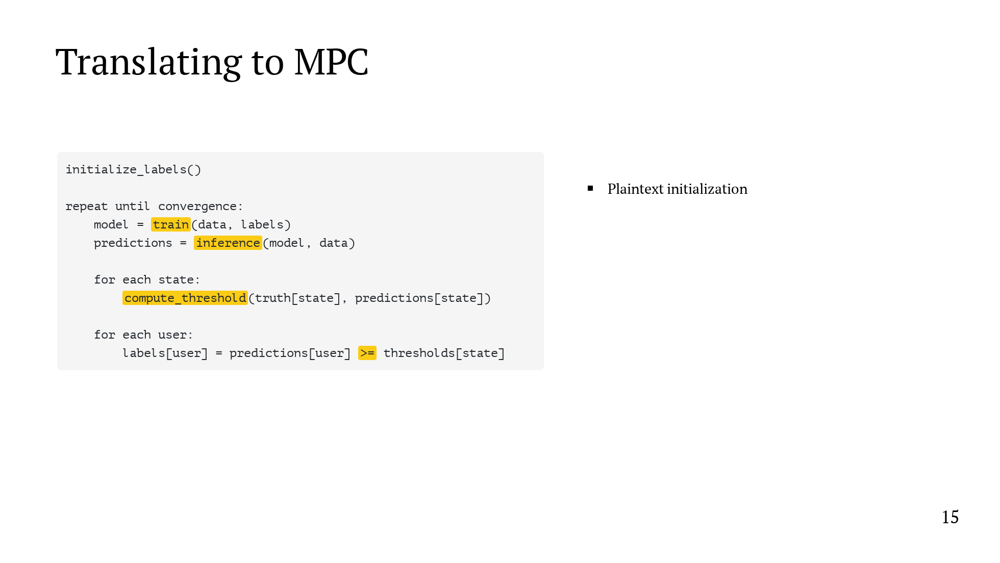 Translating to MPC
initialize_labels()
repeat until convergence:
    model = train(data, labels)
    predictions = inference(model, data)
    for each state:
        compute_threshold(truth[state], predictions[state])
    for each user:
        labels[user] = predictions[user] >= thresholds[state]
▪ Plaintext initialization
15